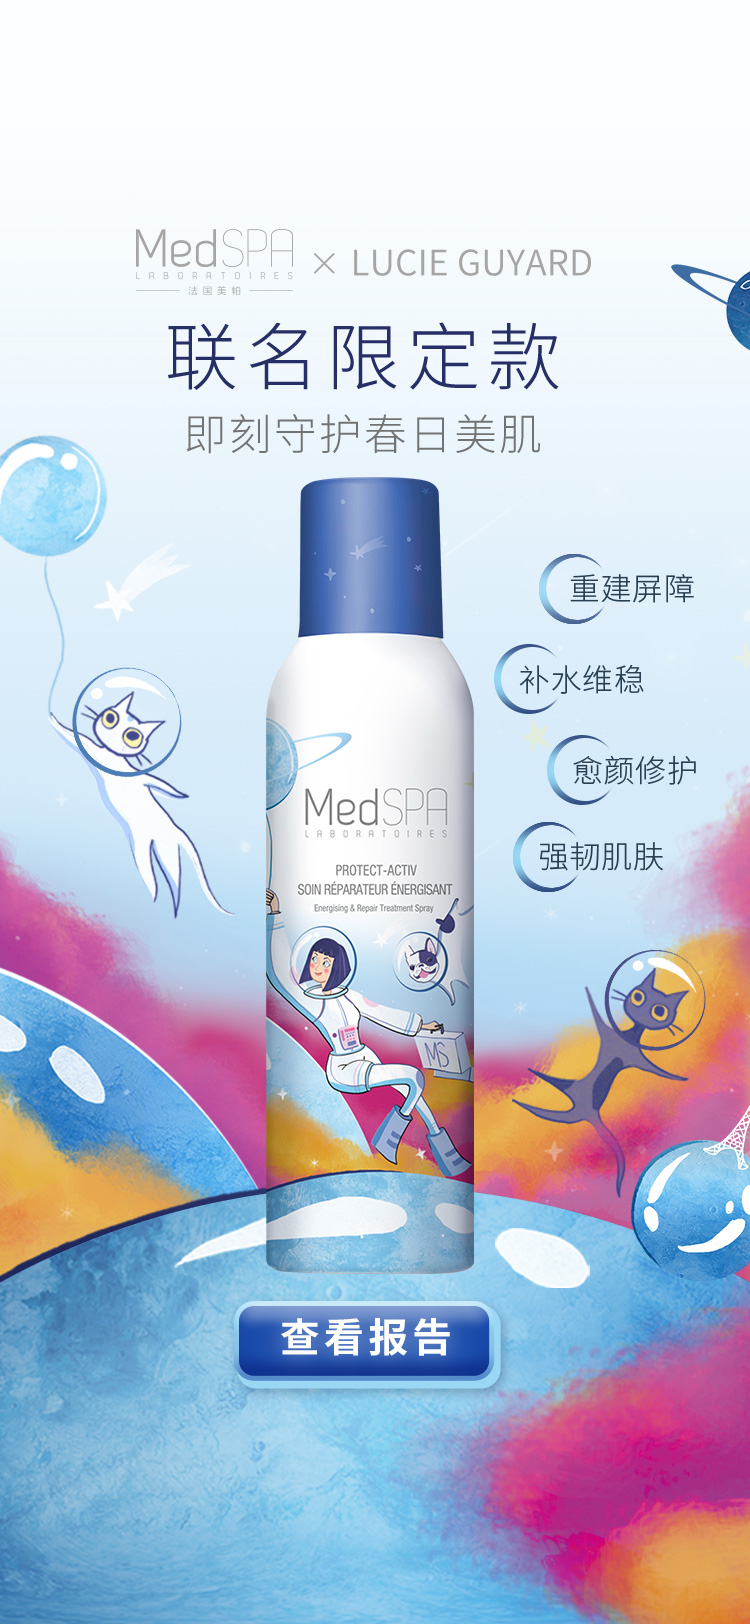 MedSPA
LABORATOIRES
法国美帕
× LUCIE GUYARD
联名限定款
即刻守护春日美肌
重建屏障
补水维稳
愈颜修护
强韧肌肤
MedSPA
LABORATOIRES
PROTECT-ACTIV
SOIN RÉPARATEUR ÉNERGISANT
Energising & Repair Treatment Spray
MS
查看报告